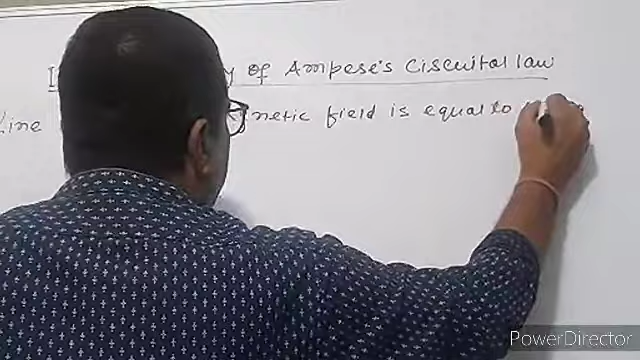 y of Ampere's Circuital law
Line netic field is equal to
PowerDirector